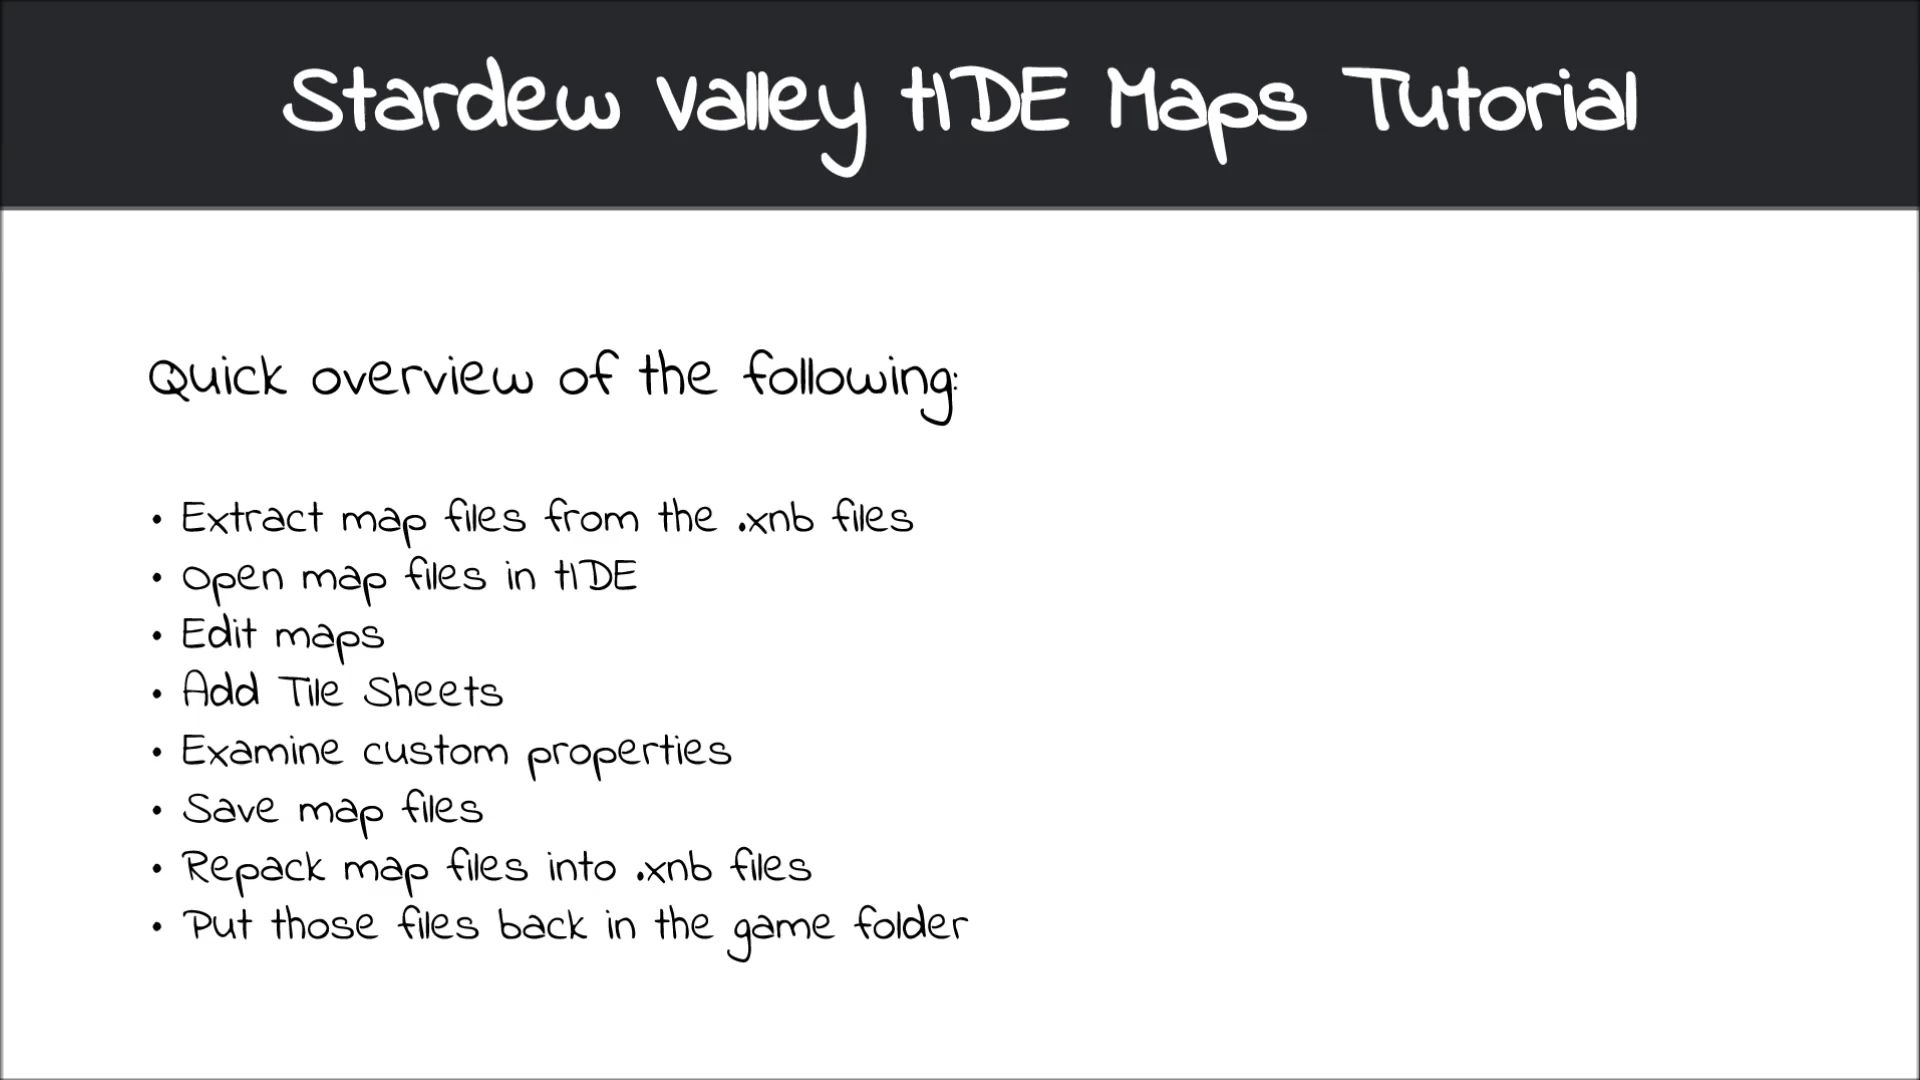 Stardew Valley tIDE Maps Tutorial
Quick overview of the following:
• Extract map files from the .xnb files
• Open map files in tIDE
• Edit maps
• Add Tile Sheets
• Examine custom properties
• Save map files
• Repack map files into .xnb files
• Put those files back in the game folder